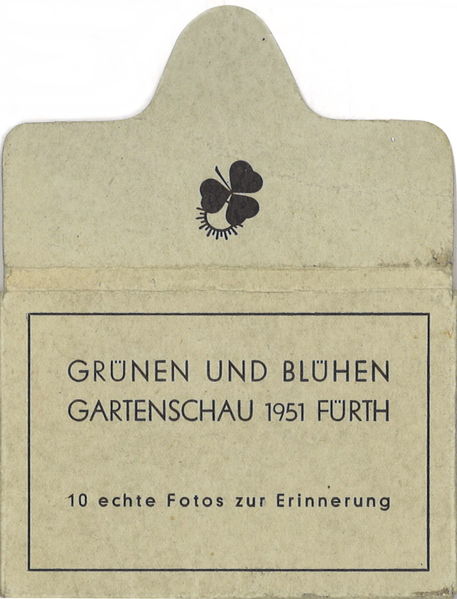 GRÜNEN UND BLÜHEN
GARTENSCHAU 1951 FÜRTH
10 echte Fotos zur Erinnerung